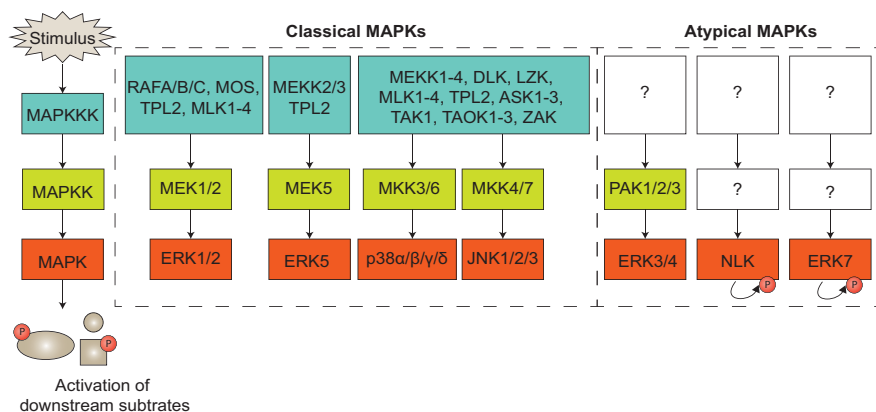 Classical MAPKs
Atypical MAPKs
Stimulus
MAPKKK
RAFA/B/C, MOS,
TPL2, MLK1-4
MEKK2/3
TPL2
MEKK1-4, DLK, LZK,
MLK1-4, TPL2, ASK1-3,
TAK1, TAOK1-3, ZAK
?
?
?
MAPKK
MEK1/2
MEK5
MKK3/6
MKK4/7
PAK1/2/3
?
?
MAPK
ERK1/2
ERK5
p38α/β/γ/δ
JNK1/2/3
ERK3/4
NLK
ERK7
P
P
P
P
Activation of
downstream subtrates